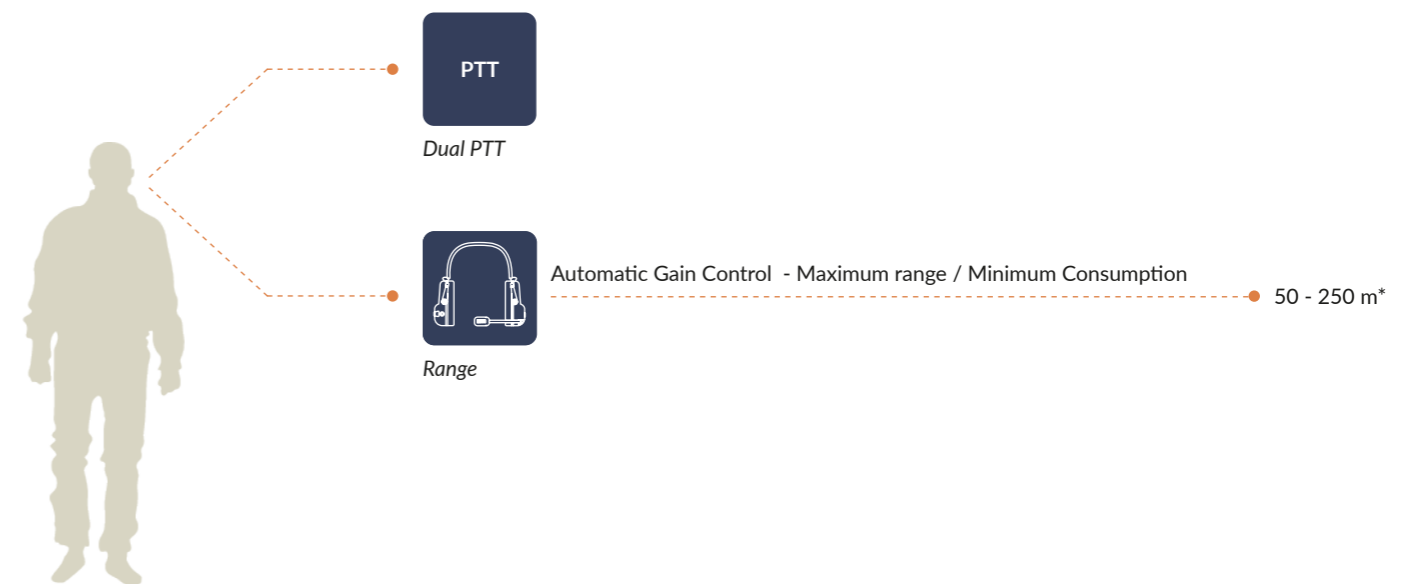 PTT
Dual PTT
Automatic Gain Control - Maximum range / Minimum Consumption
50 - 250 m*
Range